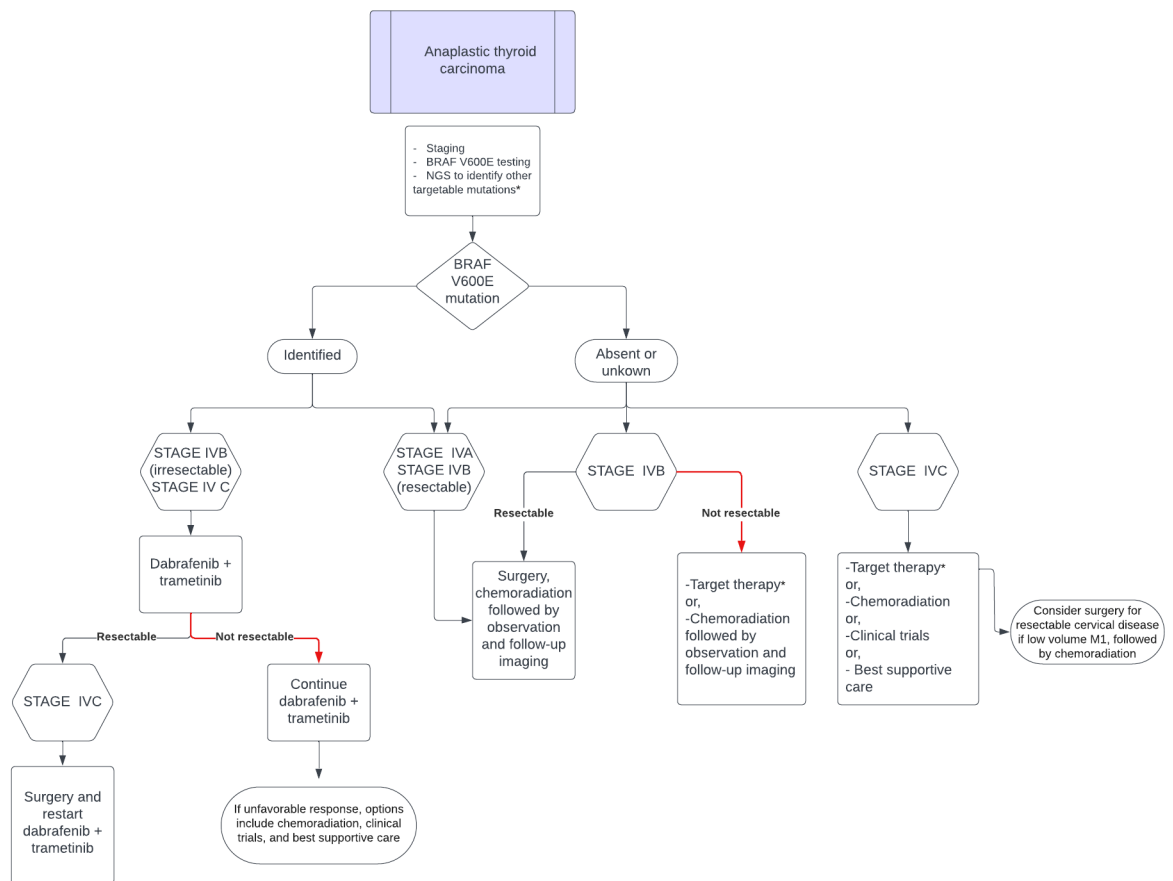 Anaplastic thyroid
carcinoma
- Staging
- BRAF V600E testing
- NGS to identify other
targetable mutations*
BRAF
V600E
mutation
Identified
Absent or
unkown
STAGE IVB
(irresectable)
STAGE IV C
STAGE IVA
STAGE IVB
(resectable)
STAGE IVB
STAGE IVC
Resectable
Not resectable
Dabrafenib +
trametinib
Surgery,
chemoradiation
followed by
observation
and follow-up
imaging
-Target therapy*
or,
-Chemoradiation
followed by
observation and
follow-up imaging
-Target therapy*
or,
-Chemoradiation
or,
-Clinical trials
or,
- Best supportive
care
Consider surgery for
resectable cervical disease
if low volume M1, followed
by chemoradiation
Resectable
Not resectable
STAGE IVC
Continue
dabrafenib +
trametinib
Surgery and
restart
dabrafenib +
trametinib
If unfavorable response, options
include chemoradiation, clinical
trials, and best supportive care